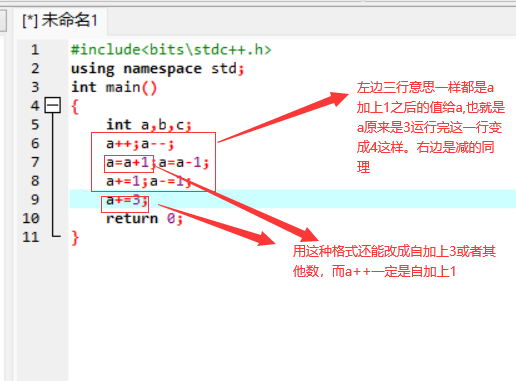 [*] 未命名1
1 #include<bits\stdc++.h>
2 using namespace std;
3 int main()
4 {
5 int a,b,c;
6 a++;a--;
7 a=a+1;a=a-1;
8 a+=1;a-=1;
9 a+=3;
10 return 0;
11 }
左边三行意思一样都是a
加上1之后的值给a,也就是
a原来是3运行完这一行变
成4这样。右边是减的同
理
用这种格式还能改成自加上3或者其
他数，而a++一定是自加上1